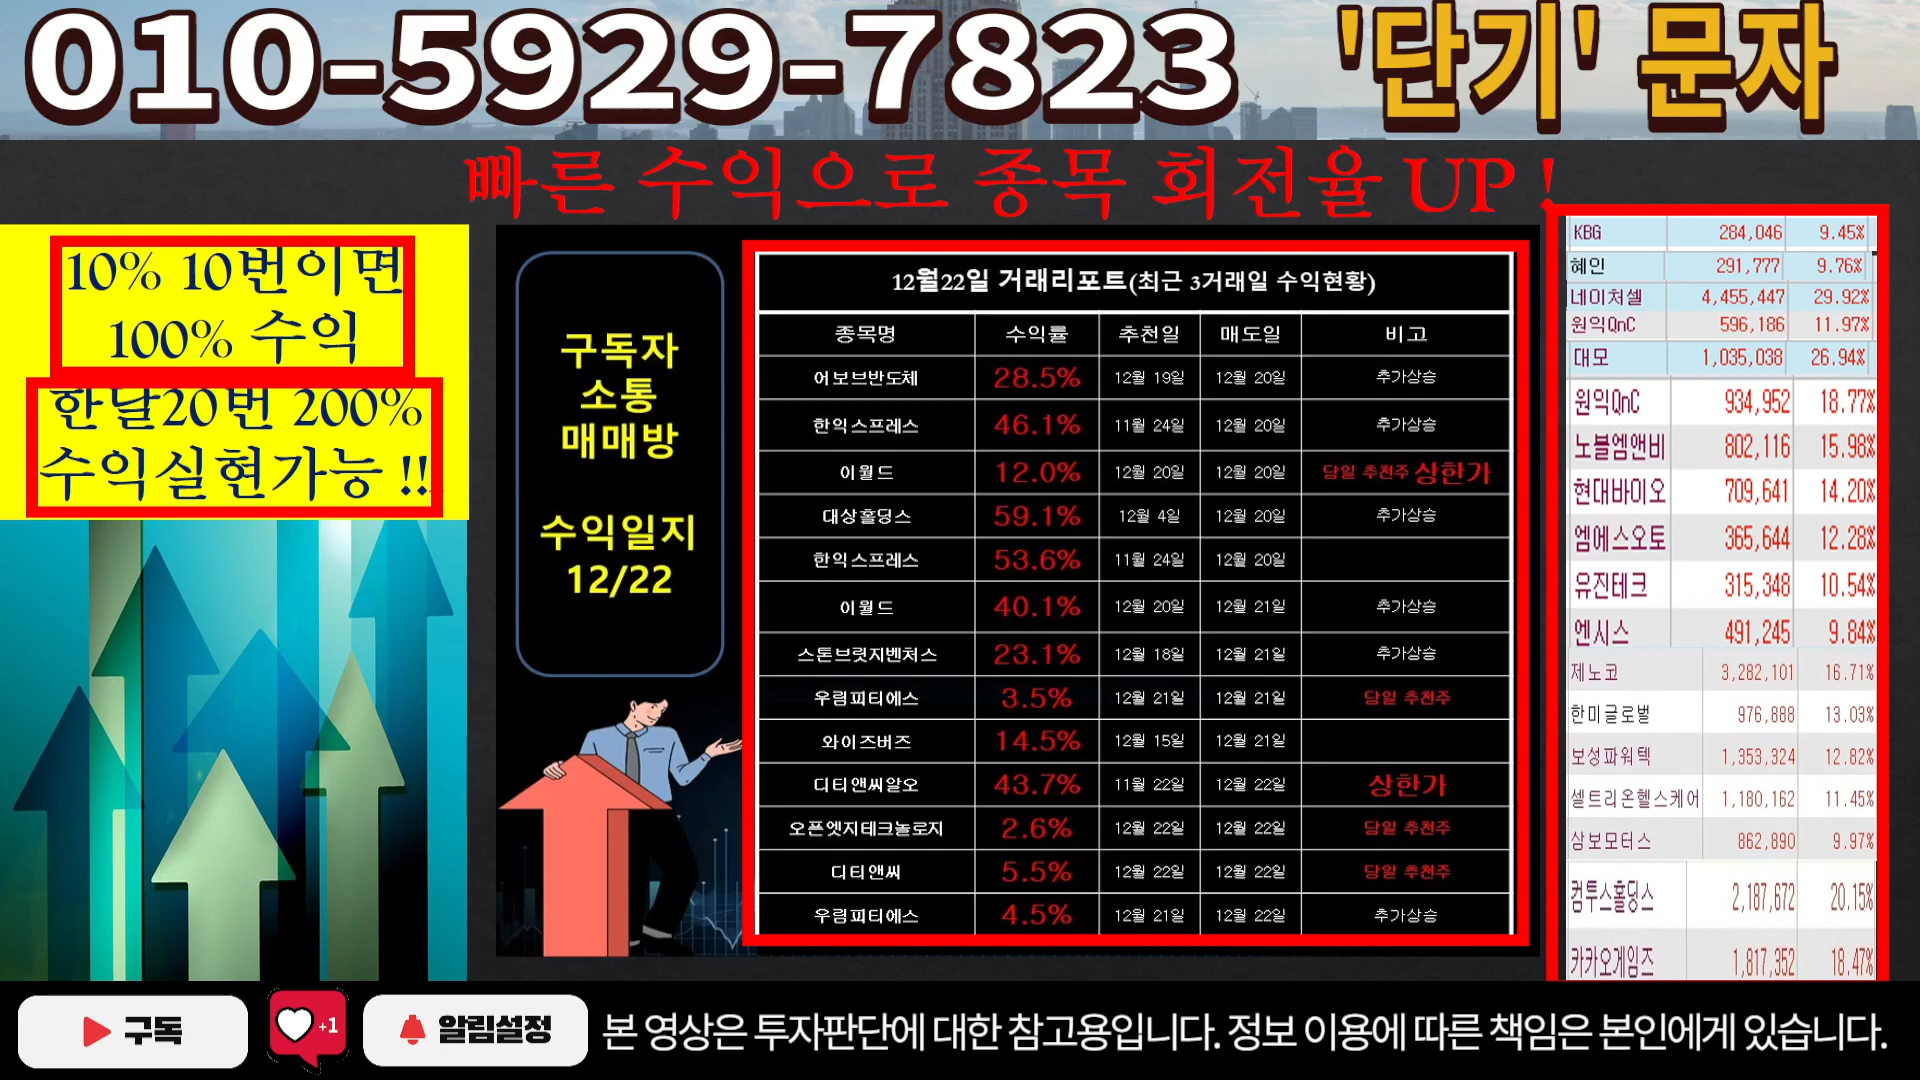 010-5929-7823 '단기' 문자
빠른 수익으로 종목 회전율 UP !
10% 10번이면
100% 수익
한달20번 200%
수익실현가능 !!
구독자
소통
매매방
수익일지
12/22
12월22일 거래리포트(최근 3거래일 수익현황)
종목명 수익률 추천일 매도일 비고
어보브반도체 28.5% 12월 19일 12월 20일 추가상승
한익스프레스 46.1% 11월 24일 12월 20일 추가상승
이월드 12.0% 12월 20일 12월 20일 당일 추천주 상한가
대상홀딩스 59.1% 12월 4일 12월 20일 추가상승
한익스프레스 53.6% 11월 24일 12월 20일
이월드 40.1% 12월 20일 12월 21일 추가상승
스톤브릿지벤처스 23.1% 12월 18일 12월 21일 추가상승
우림피티에스 3.5% 12월 21일 12월 21일 당일 추천주
와이즈버즈 14.5% 12월 15일 12월 21일
디티앤씨알오 43.7% 11월 22일 12월 22일 상한가
오픈엣지테크놀로지 2.6% 12월 22일 12월 22일 당일 추천주
디티앤씨 5.5% 12월 22일 12월 22일 당일 추천주
우림피티에스 4.5% 12월 21일 12월 22일 추가상승
KBG 284,046 9.45%
혜인 291,777 9.76%
네이처셀 4,455,447 29.92%
원익QnC 596,186 11.97%
대모 1,035,038 26.94%
원익QnC 934,952 18.77%
노블엠앤비 802,116 15.98%
현대바이오 709,641 14.20%
엠에스오토 365,644 12.28%
유진테크 315,348 10.54%
엔시스 491,245 9.84%
제노코 3,282,101 16.71%
한미글로벌 976,888 13.03%
보성파워텍 1,353,324 12.82%
셀트리온헬스케어 1,180,162 11.45%
삼보모터스 862,890 9.97%
컴투스홀딩스 2,187,672 20.15%
카카오게임즈 1,817,352 18.47%
구독 +1 알림설정 본 영상은 투자판단에 대한 참고용입니다. 정보 이용에 따른 책임은 본인에게 있습니다.